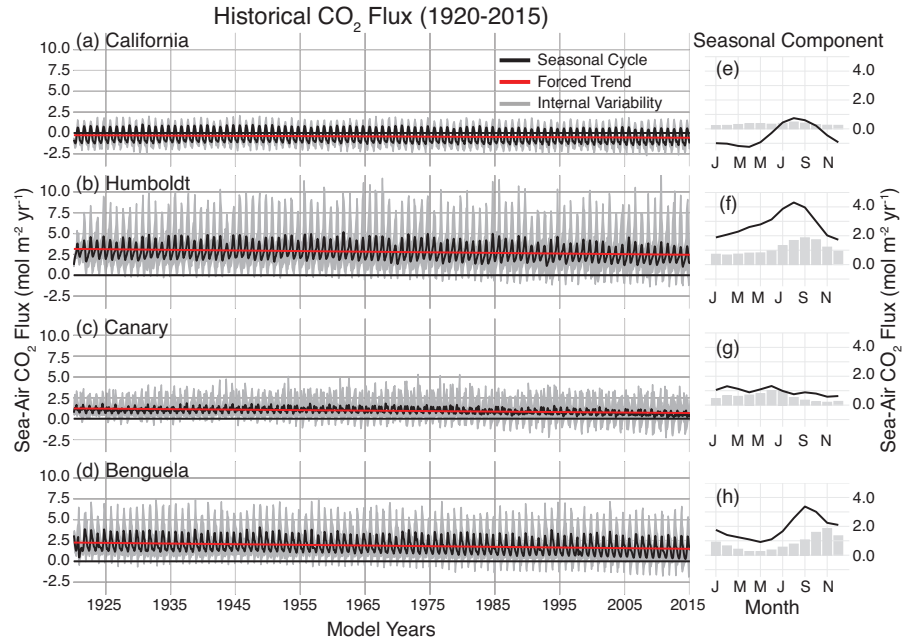 Historical CO2 Flux (1920-2015)
(a) California
10.0
7.5
5.0
2.5
0.0
-2.5
Seasonal Cycle
Forced Trend
Internal Variability
Seasonal Component
(e)
4.0
2.0
0.0
J M M J S N
(b) Humboldt
10.0
7.5
5.0
2.5
0.0
-2.5
(f)
4.0
2.0
0.0
J M M J S N
(c) Canary
10.0
7.5
5.0
2.5
0.0
-2.5
(g)
4.0
2.0
0.0
J M M J S N
(d) Benguela
10.0
7.5
5.0
2.5
0.0
-2.5
(h)
4.0
2.0
0.0
J M M J S N
Month
1925 1935 1945 1955 1965 1975 1985 1995 2005 2015
Model Years
Sea-Air CO2 Flux (mol m-2 yr-1)
Sea-Air CO2 Flux (mol m-2 yr-1)